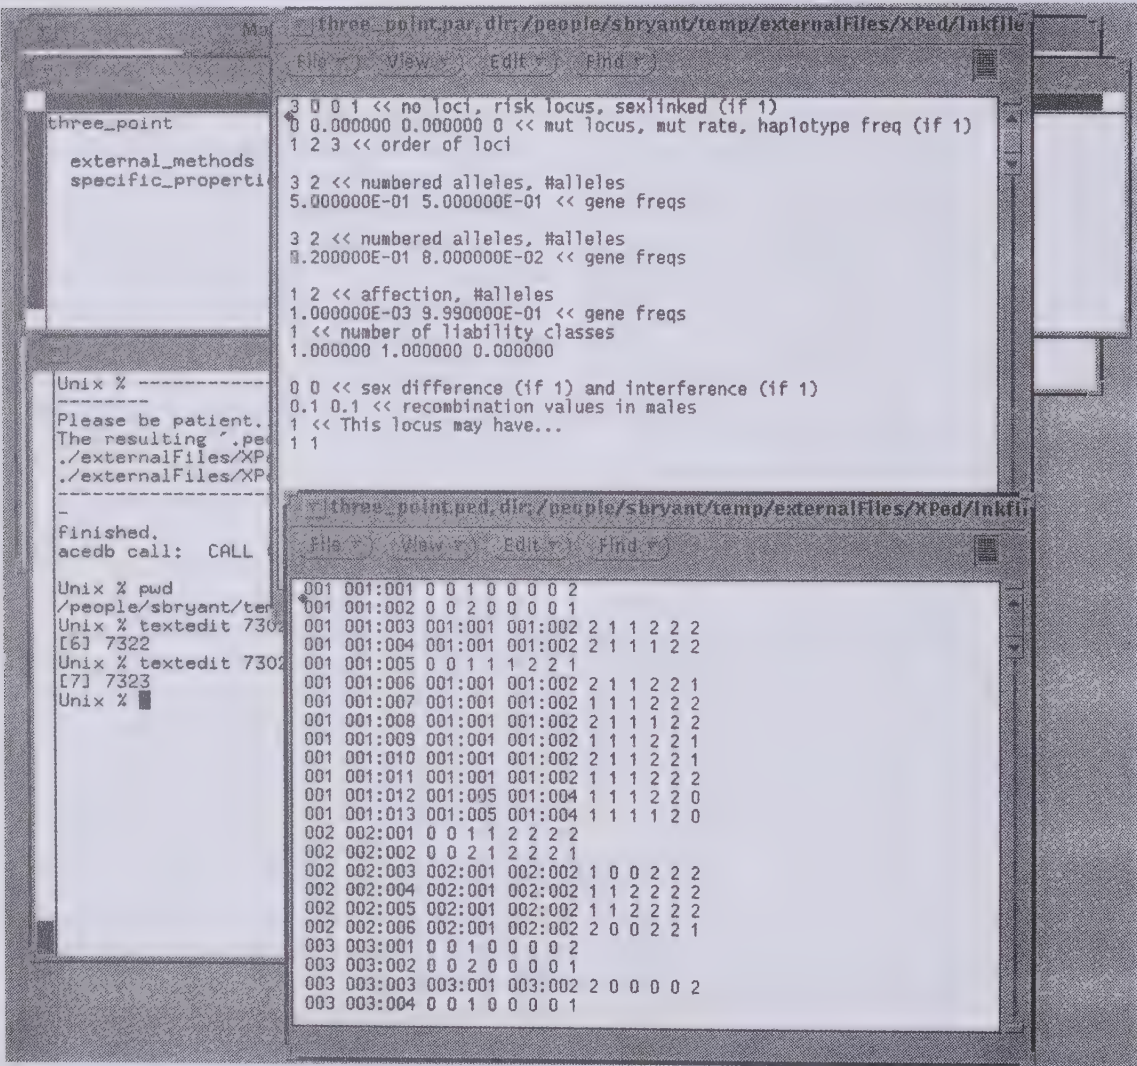 Ma
three_point.par, dir; /people/sbryant/temp/externalFiles/XPed/lnkfile
File View Edit Find
3 0 0 1 << no loci, risk locus, sexlinked (if 1)
0 0.000000 0.000000 0 << mut locus, mut rate, haplotype freq (if 1)
1 2 3 << order of loci
3 2 << numbered alleles, #alleles
5.000000E-01 5.000000E-01 << gene freqs
3 2 << numbered alleles, #alleles
.200000E-01 8.000000E-02 << gene freqs
1 2 << affection, #alleles
1.000000E-03 9.990000E-01 << gene freqs
1 << number of liability classes
1.000000 1.000000 0.000000
0 0 << sex difference (if 1) and interference (if 1)
0.1 0.1 << recombination values in males
1 << This locus may have...
1 1
three_point
external_methods
specific_properti
Unix % --------------
--------
Please be patient.
The resulting ´.pe
./externalFiles/XP
./externalFiles/XP
----------------------
_
finished.
acedb call: CALL
Unix % pwd
/people/sbryant/te
Unix % textedit 7302
[6] 7322
Unix % textedit 7302
[7] 7323
Unix %
three_point.ped, dir; /people/sbryant/temp/externalFiles/XPed/lnkfil
File View Edit Find
001 001:001 0 0 1 0 0 0 0 2
001 001:002 0 0 2 0 0 0 0 1
001 001:003 001:001 001:002 2 1 1 2 2 2
001 001:004 001:001 001:002 2 1 1 1 2 2
001 001:005 0 0 1 1 1 2 2 1
001 001:006 001:001 001:002 2 1 1 2 2 1
001 001:007 001:001 001:002 1 1 1 2 2 2
001 001:008 001:001 001:002 2 1 1 1 2 2
001 001:009 001:001 001:002 1 1 1 2 2 1
001 001:010 001:001 001:002 2 1 1 2 2 1
001 001:011 001:001 001:002 1 1 1 2 2 2
001 001:012 001:005 001:004 1 1 1 2 2 0
001 001:013 001:005 001:004 1 1 1 1 2 0
002 002:001 0 0 1 1 2 2 2 2
002 002:002 0 0 2 1 2 2 2 1
002 002:003 002:001 002:002 1 0 0 2 2 2
002 002:004 002:001 002:002 1 1 2 2 2 2
002 002:005 002:001 002:002 1 1 2 2 2 2
002 002:006 002:001 002:002 2 0 0 2 2 1
003 003:001 0 0 1 0 0 0 0 2
003 003:002 0 0 2 0 0 0 0 1
003 003:003 003:001 003:002 2 0 0 0 0 2
003 003:004 0 0 1 0 0 0 0 1